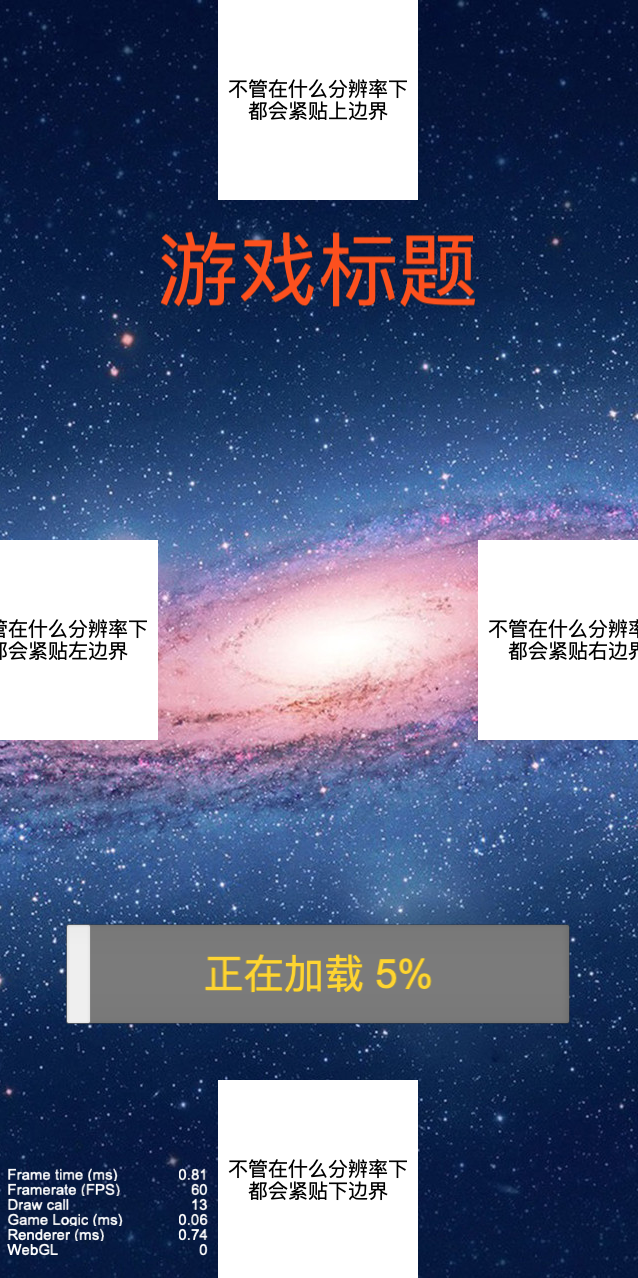 不管在什么分辨率下
都会紧贴上边界
游戏标题
管在什么分辨率下
都会紧贴左边界
不管在什么分辨率
都会紧贴右边界
正在加载 5%
不管在什么分辨率下
都会紧贴下边界
Frame time (ms) 0.81
Framerate (FPS) 60
Draw call 13
Game Logic (ms) 0.06
Renderer (ms) 0.74
WebGL 0